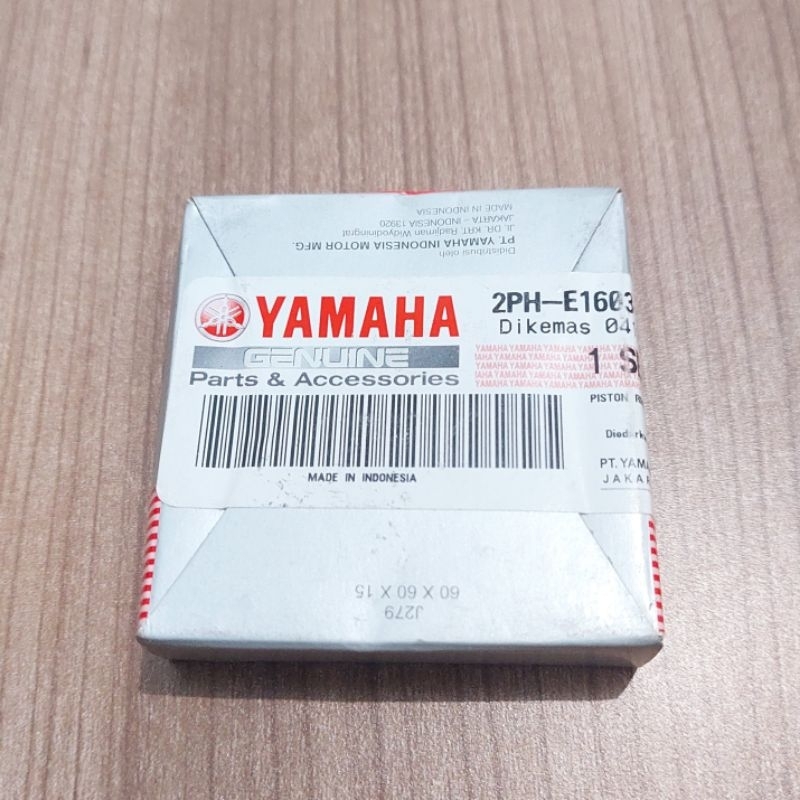 MADE IN INDONESIA
JAKARTA - INDONESIA 13920
JL. DR. KRT. Radjiman Widyodiningrat
PT. YAMAHA INDONESIA MOTOR MFG.
Didistribusi oleh
YAMAHA
GENUINE
Parts & Accessories
MADE IN INDONESIA
2PH-E1603
Dikemas 04
1 S
PISTON R
PT. YAMA
JAKAR
60 X 60 X 15
J279